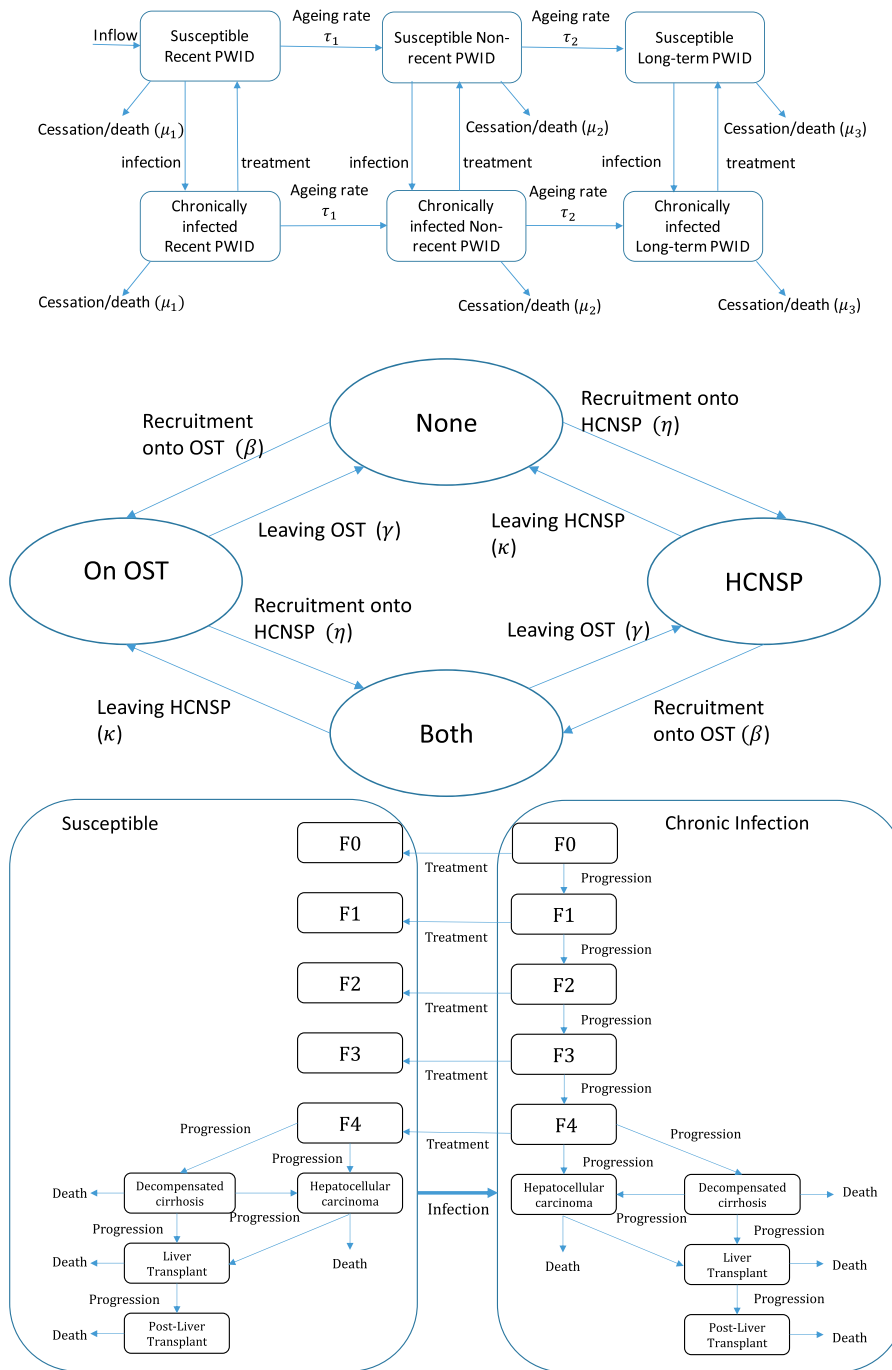 Inflow
Susceptible
Recent PWID
Ageing rate
τ₁
Susceptible Non-
recent PWID
Ageing rate
τ₂
Susceptible
Long-term PWID
Cessation/death (μ₁)
Cessation/death (μ₂)
Cessation/death (μ₃)
infection
treatment
infection
treatment
infection
treatment
Chronically
infected
Recent PWID
Ageing rate
τ₁
Chronically
infected Non-
recent PWID
Ageing rate
τ₂
Chronically
infected
Long-term PWID
Cessation/death (μ₁)
Cessation/death (μ₂)
Cessation/death (μ₃)
None
Recruitment
onto OST (β)
Recruitment onto
HCNSP (η)
Leaving OST (γ)
Leaving HCNSP
(κ)
On OST
HCNSP
Recruitment onto
HCNSP (η)
Leaving OST (γ)
Leaving HCNSP
(κ)
Both
Recruitment
onto OST (β)
Susceptible
Chronic Infection
F0
Treatment
F0
Progression
F1
Treatment
F1
Progression
F2
Treatment
F2
Progression
F3
Treatment
F3
Progression
F4
Treatment
F4
Progression
Progression
Progression
Progression
Death
Decompensated
cirrhosis
Progression
Hepatocellular
carcinoma
Infection
Hepatocellular
carcinoma
Progression
Decompensated
cirrhosis
Death
Progression
Progression
Death
Liver
Transplant
Death
Death
Liver
Transplant
Death
Progression
Progression
Death
Post-Liver
Transplant
Post-Liver
Transplant
Death